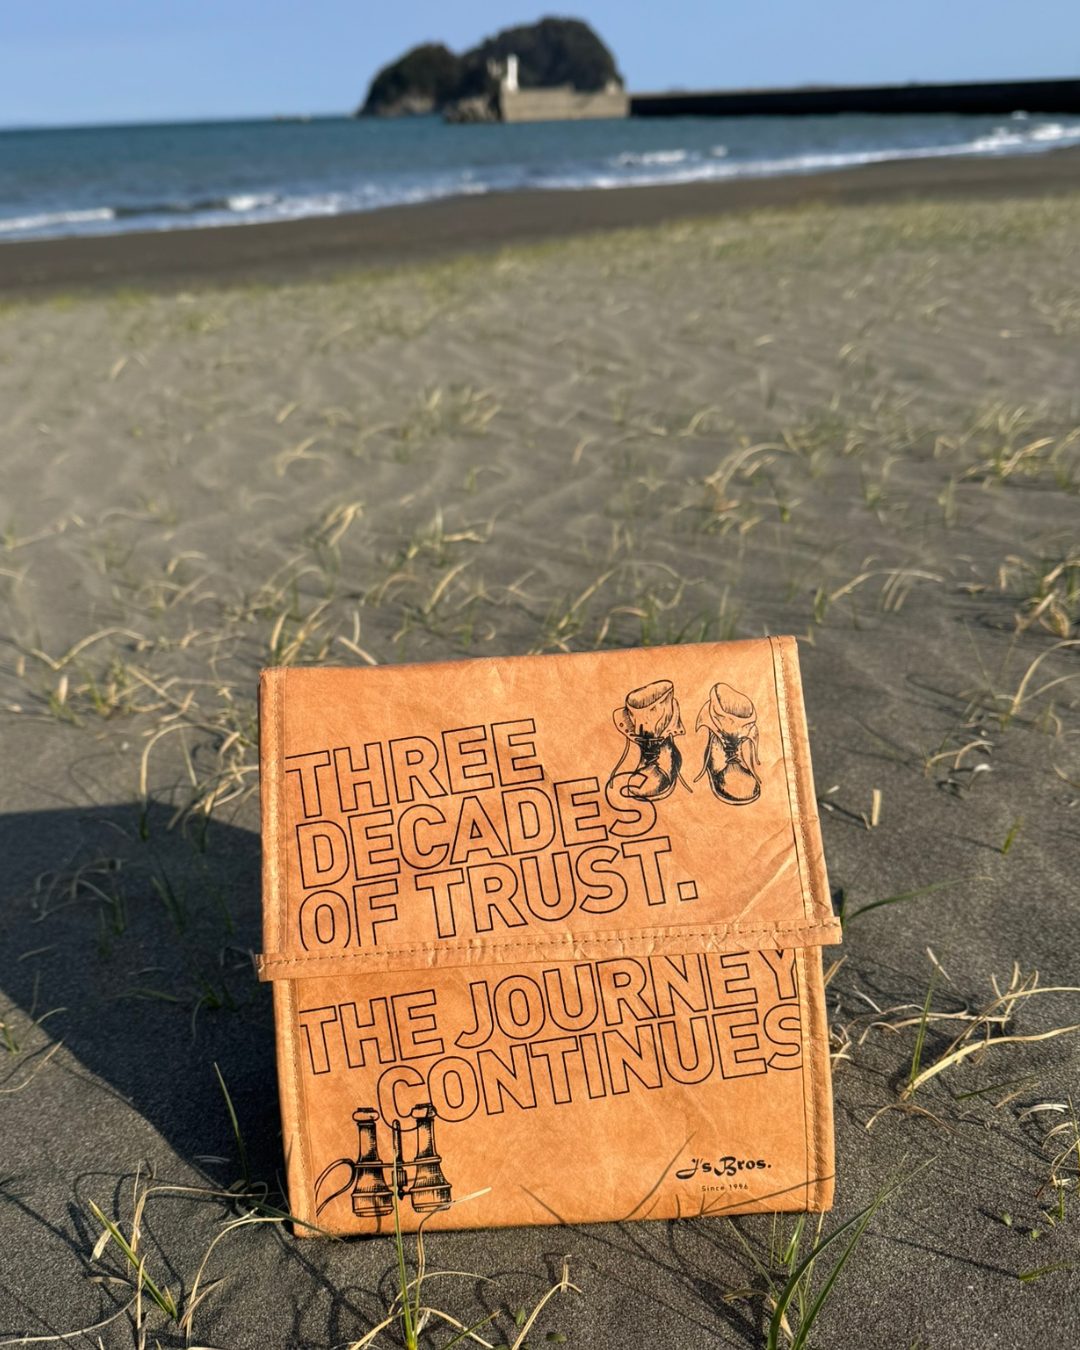 THREE
DECADES
OF TRUST.
THE JOURNEY
CONTINUES
J's Bros.
Since 1996